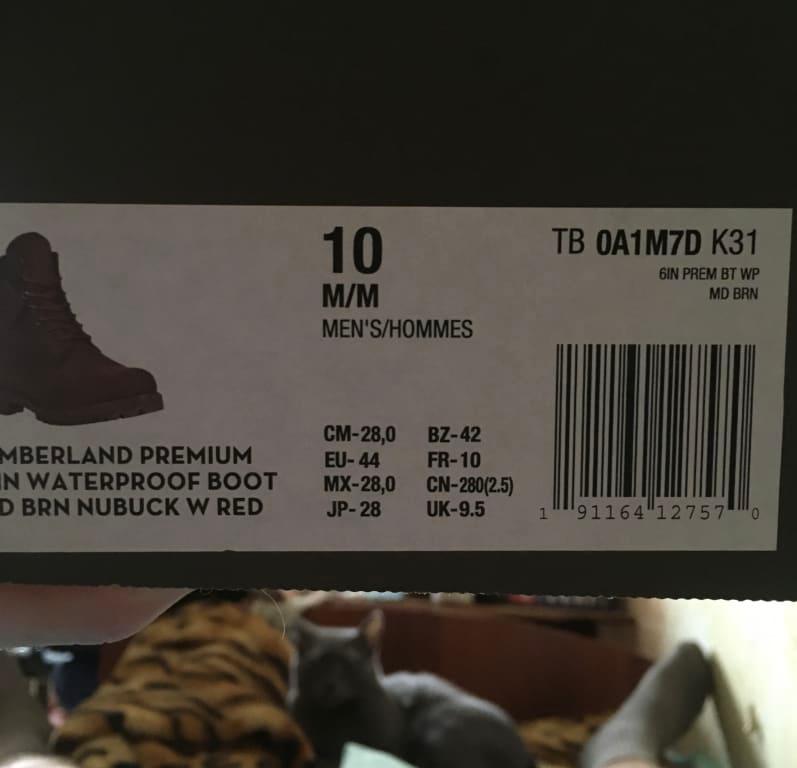 10
M/M
MEN'S/HOMMES
TB 0A1M7D K31
6IN PREM BT WP
MD BRN
MBERLAND PREMIUM
IN WATERPROOF BOOT
D BRN NUBUCK W RED
CM-28,0 BZ-42
EU-44 FR-10
MX-28,0 CN-280(2.5)
JP-28 UK-9.5
1 91164 12757 0